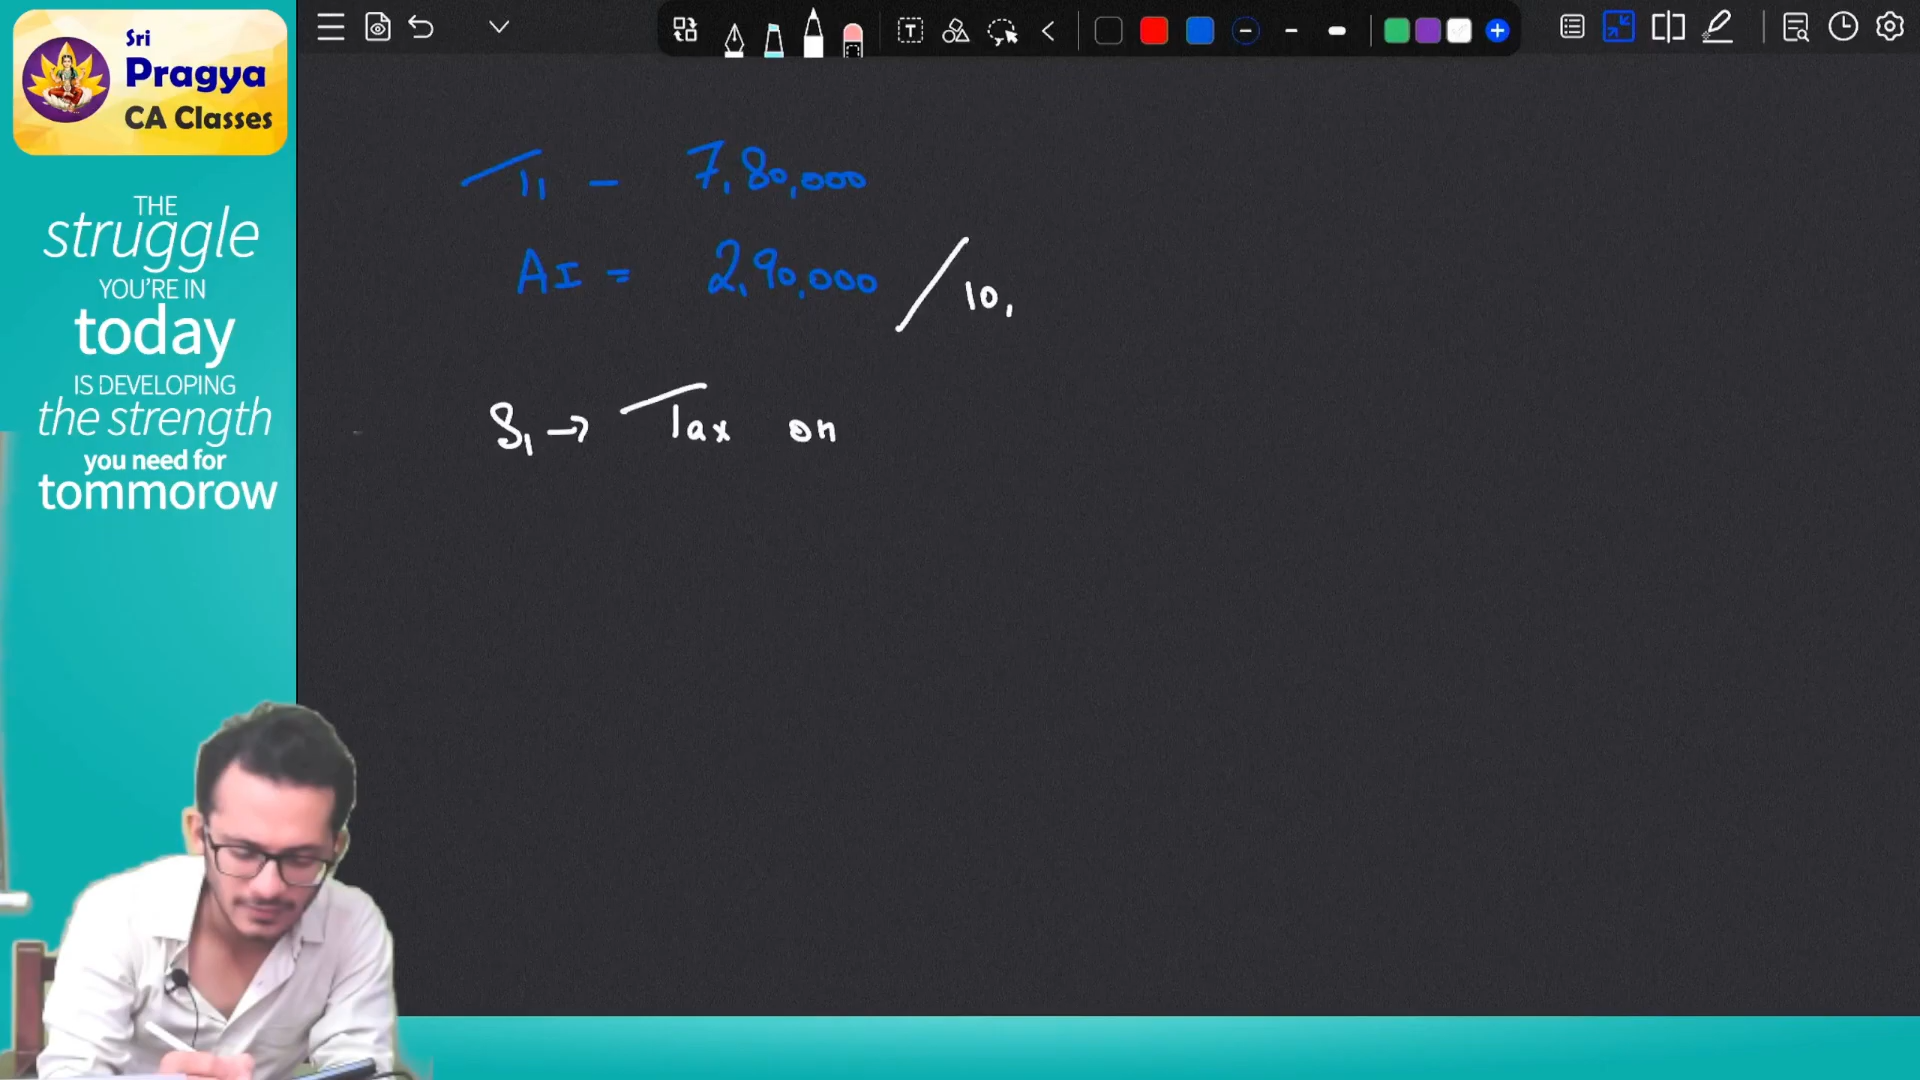 Sri
Pragya
CA Classes
THE
struggle
YOU'RE IN
today
IS DEVELOPING
the strength
you need for
tommorow
TI - 7,80,000
AI = 2,90,000 / 10,
S1 → Tax on